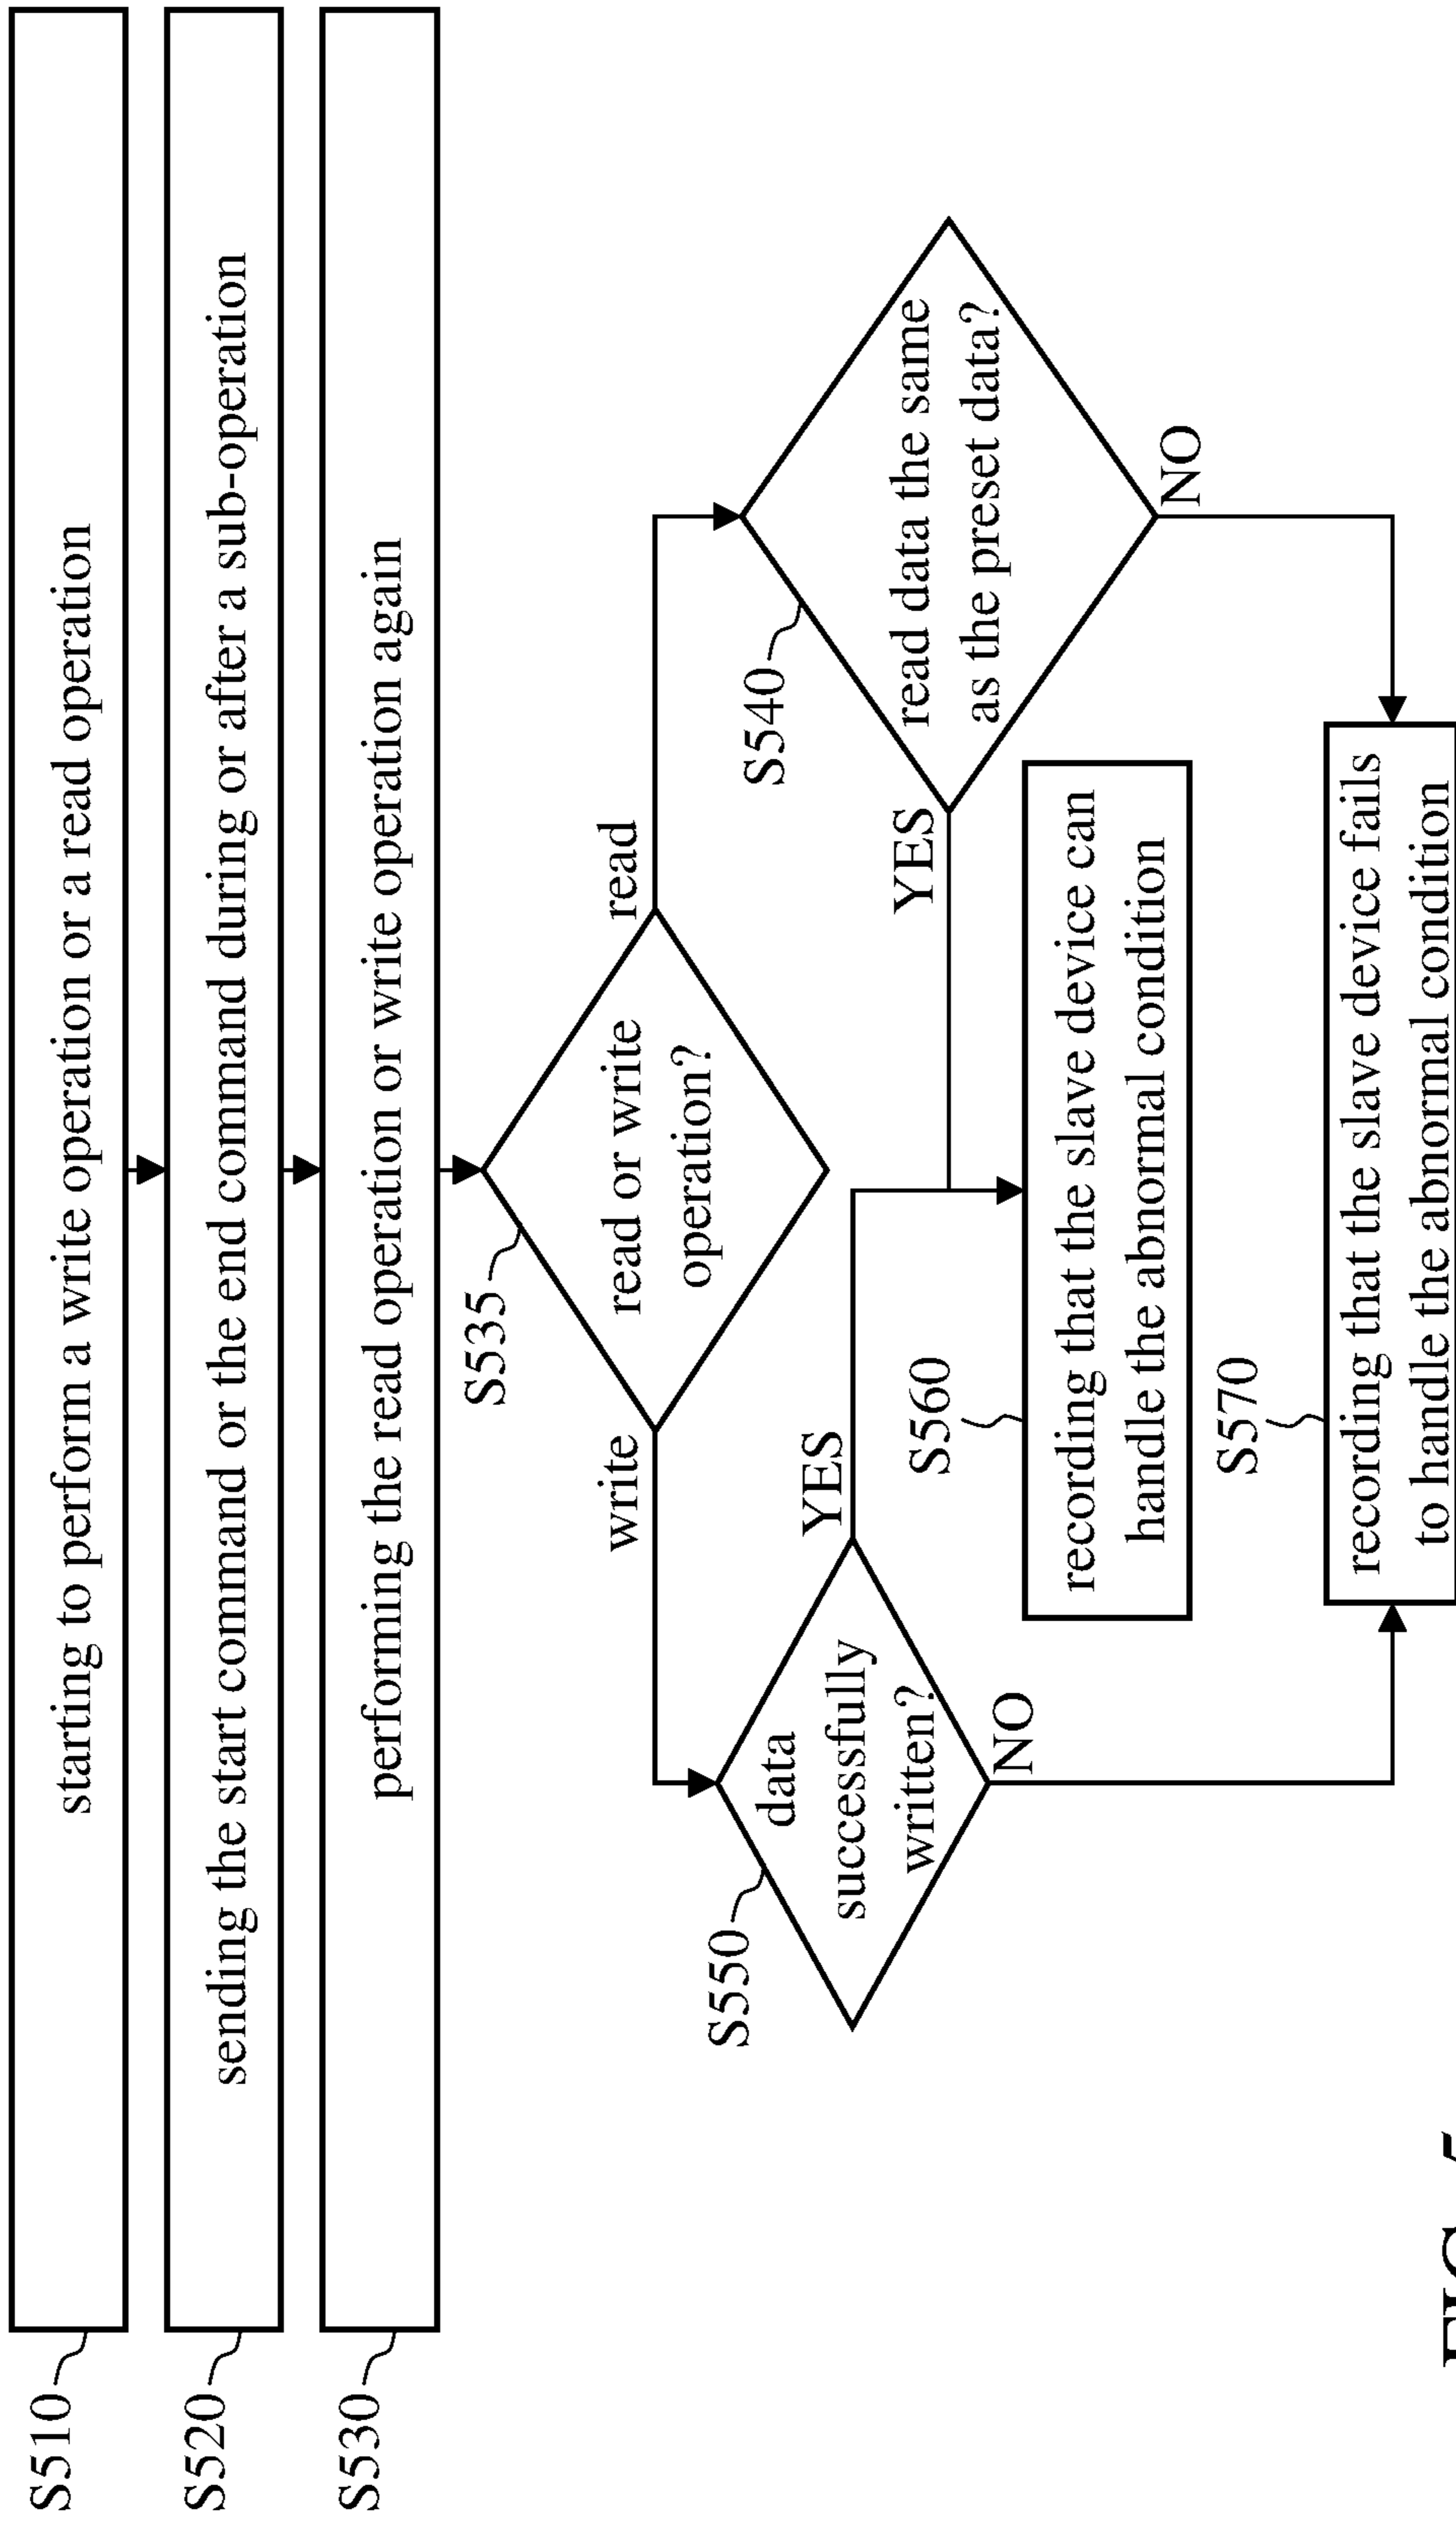 S510
starting to perform a write operation or a read operation
S520
sending the start command or the end command during or after a sub-operation
S530
performing the read operation or write operation again
S535
read or write
operation?
write
read
S550
data
successfully
written?
YES
NO
S540
read data the same
as the preset data?
YES
NO
S560
recording that the slave device can
handle the abnormal condition
S570
recording that the slave device fails
to handle the abnormal condition